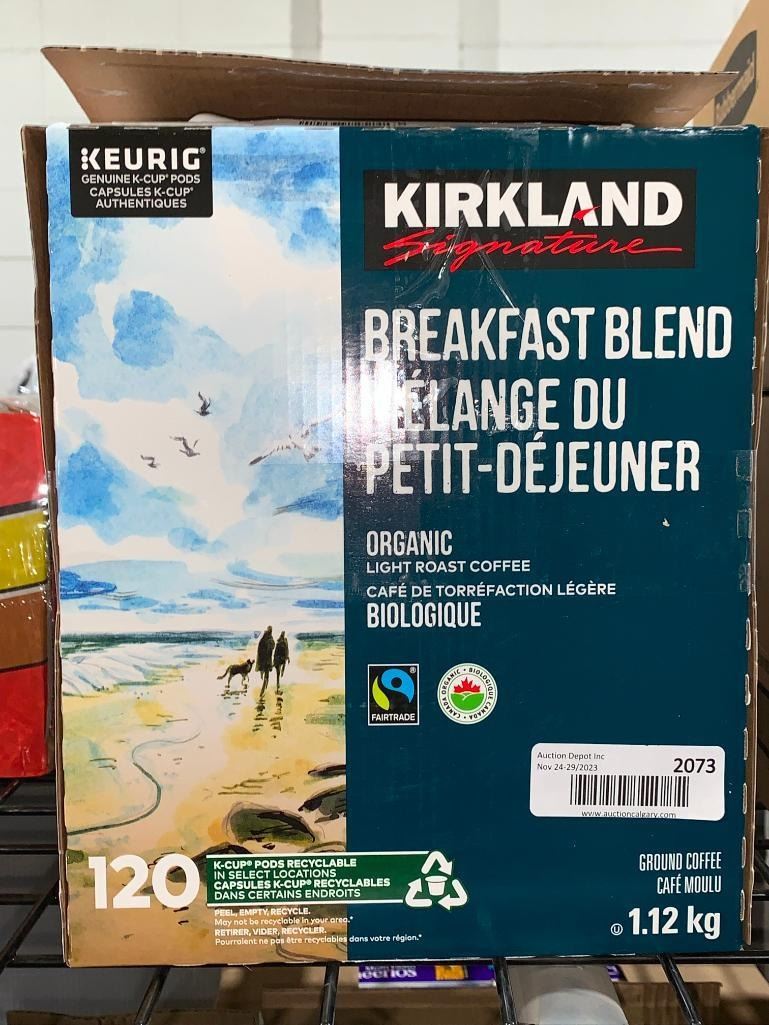 KEURIG®
GENUINE K-CUP® PODS
CAPSULES K-CUP®
AUTHENTIQUES
KIRKLAND
Signature
BREAKFAST BLEND
MÉLANGE DU
PETIT-DÉJEUNER
ORGANIC
LIGHT ROAST COFFEE
CAFÉ DE TORRÉFACTION LÉGÈRE
BIOLOGIQUE
FAIRTRADE
CANADA ORGANIC • BIOLOGIQUE CANADA •
Auction Depot Inc
Nov 24-29/2023
2073
www.auctioncalgary.com
120
K-CUP® PODS RECYCLABLE
IN SELECT LOCATIONS
CAPSULES K-CUP® RECYCLABLES
DANS CERTAINS ENDROITS
PEEL, EMPTY, RECYCLE.
May not be recyclable in your area.*
RETIRER, VIDER, RECYCLER.
Pourraient ne pas être recyclables dans votre région.*
GROUND COFFEE
CAFÉ MOULU
U 1.12 kg
Rubbermaid